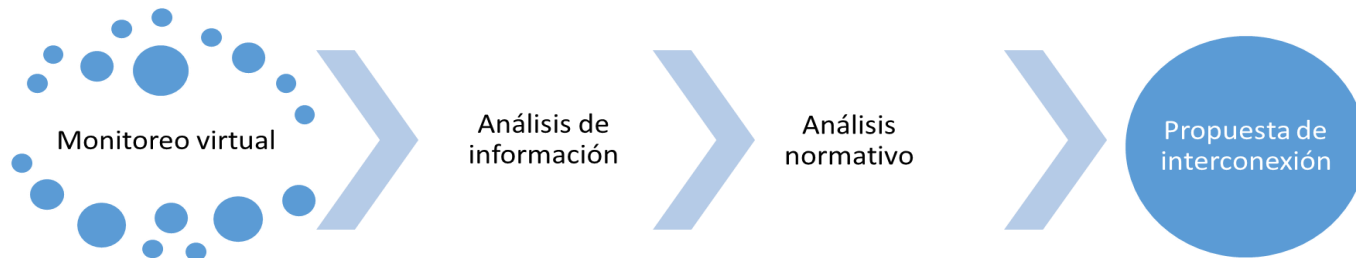 Monitoreo virtual
Análisis de
información
Análisis
normativo
Propuesta de
interconexión